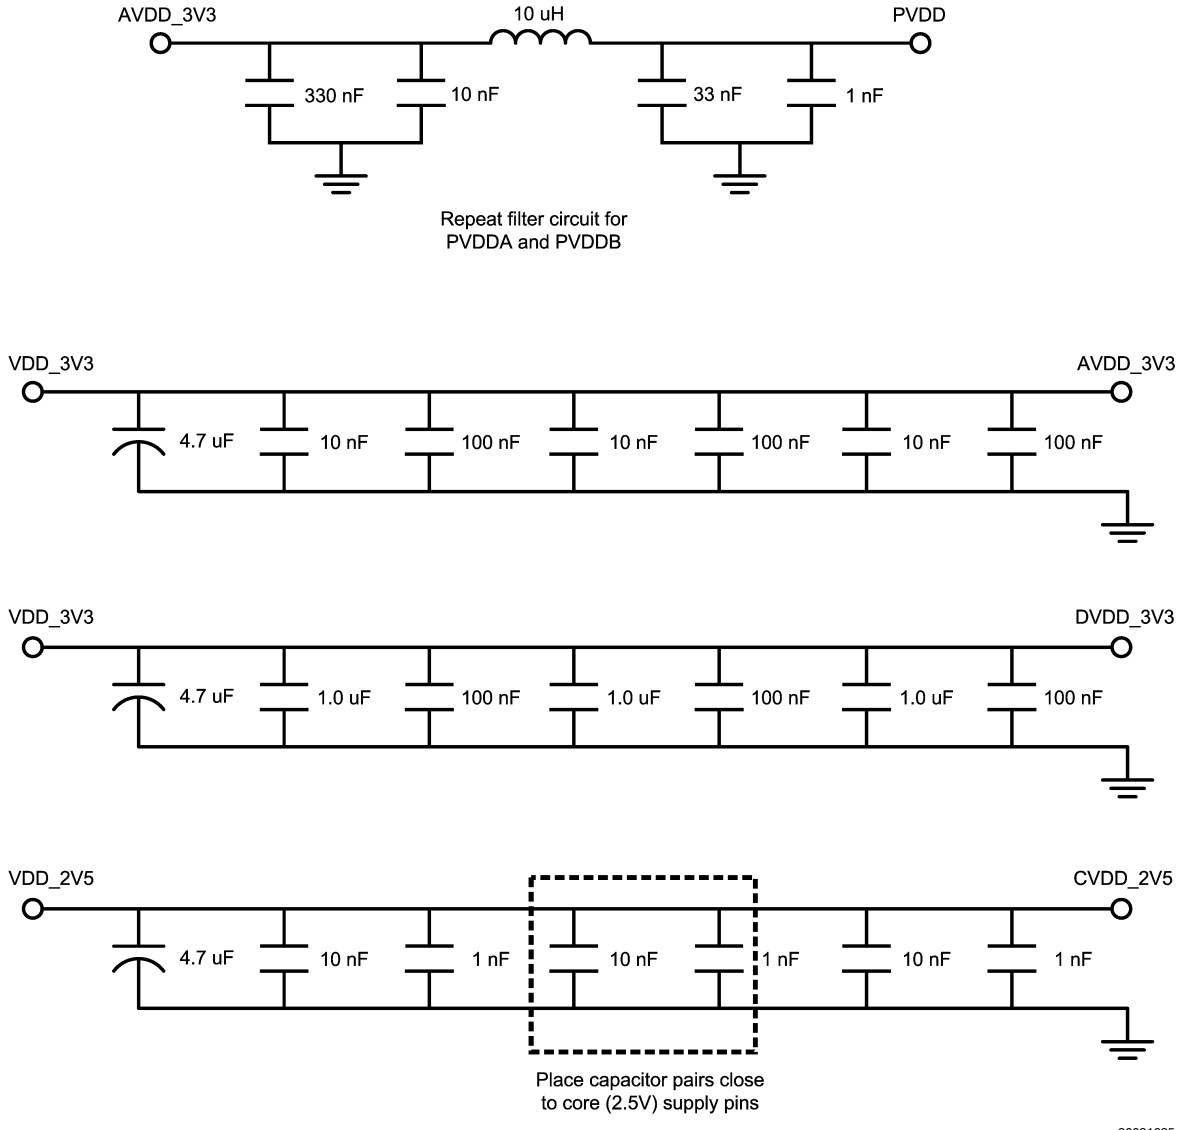 AVDD_3V3 10 uH PVDD
330 nF 10 nF 33 nF 1 nF
Repeat filter circuit for
PVDDA and PVDDB
VDD_3V3 AVDD_3V3
4.7 uF 10 nF 100 nF 10 nF 100 nF 10 nF 100 nF
VDD_3V3 DVDD_3V3
4.7 uF 1.0 uF 100 nF 1.0 uF 100 nF 1.0 uF 100 nF
VDD_2V5 CVDD_2V5
4.7 uF 10 nF 1 nF 10 nF 1 nF 10 nF 1 nF
Place capacitor pairs close
to core (2.5V) supply pins